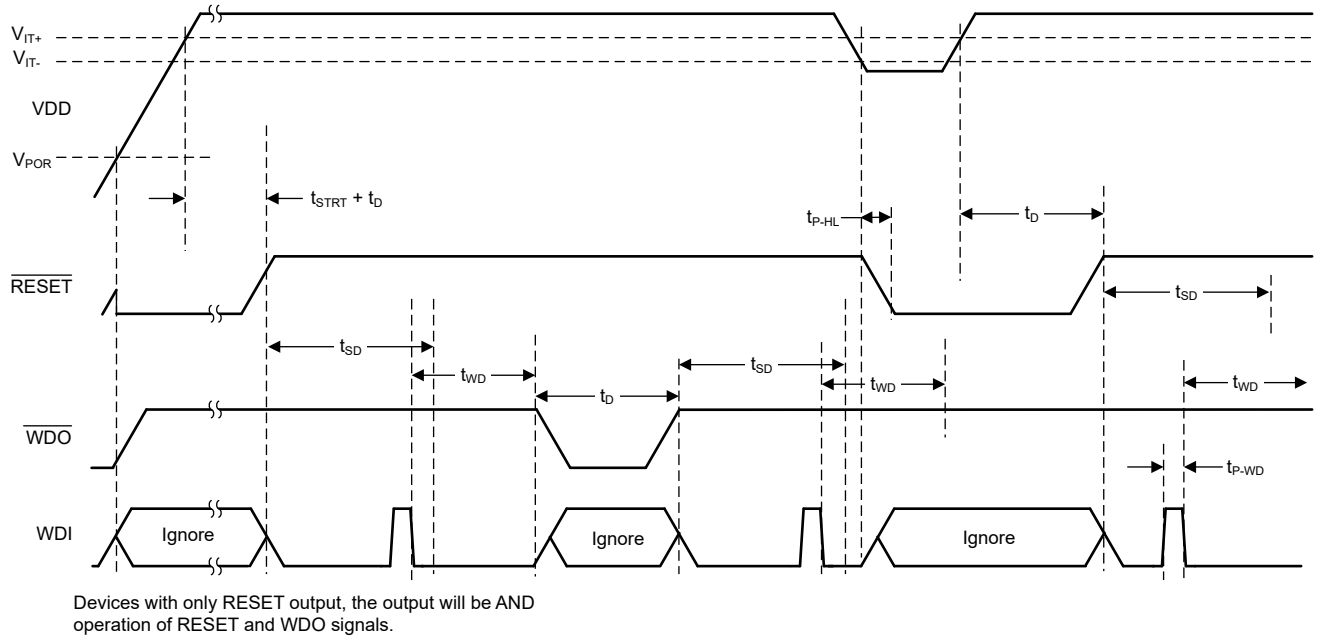 VIT+
VIT-
VDD
VPOR
tSTRT + tD
tP-HL
tD
RESET
tSD
tSD
tWD
tSD
tWD
tWD
tD
WDO
tP-WD
WDI
Ignore
Ignore
Ignore
Devices with only RESET output, the output will be AND
operation of RESET and WDO signals.